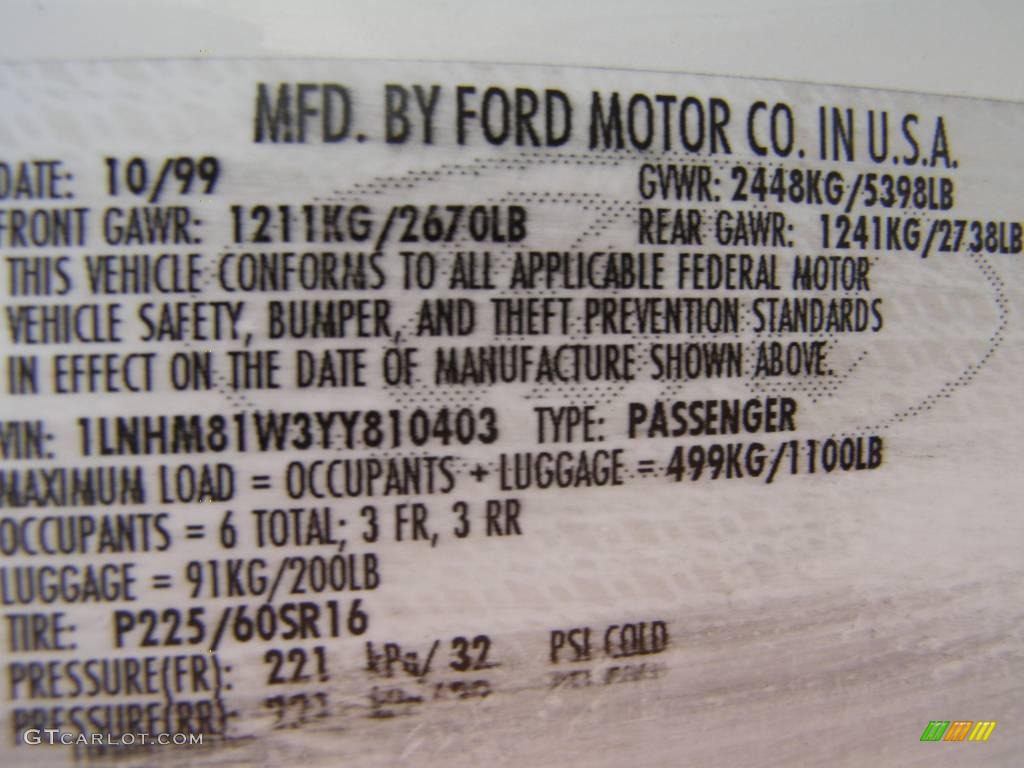 MFD. BY FORD MOTOR CO. IN U.S.A.
DATE: 10/99 GVWR: 2448KG/5398LB
FRONT GAWR: 1211KG/2670LB REAR GAWR: 1241KG/2738LB
THIS VEHICLE CONFORMS TO ALL APPLICABLE FEDERAL MOTOR
VEHICLE SAFETY, BUMPER, AND THEFT PREVENTION STANDARDS
IN EFFECT ON THE DATE OF MANUFACTURE SHOWN ABOVE.
VIN: 1LNHM81W3YY810403 TYPE: PASSENGER
MAXIMUM LOAD = OCCUPANTS + LUGGAGE = 499KG/1100LB
OCCUPANTS = 6 TOTAL; 3 FR, 3 RR
LUGGAGE = 91KG/200LB
TIRE: P225/60SR16
PRESSURE(FR): 221 kPa/ 32 PSI COLD
PRESSURE(RR):
GTCARLOT.COM